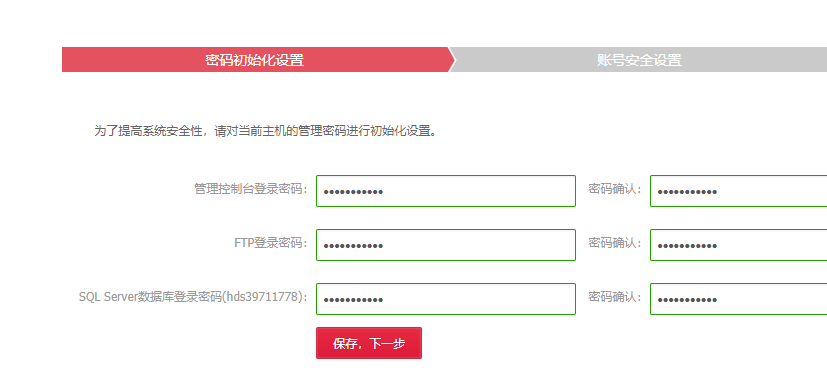 密码初始化设置 账号安全设置
为了提高系统安全性，请对当前主机的管理密码进行初始化设置。
管理控制台登录密码： ••••••••••• 密码确认： •••••••••••
FTP登录密码： ••••••••••• 密码确认： •••••••••••
SQL Server数据库登录密码(hds39711778)： ••••••••••• 密码确认： •••••••••••
保存，下一步